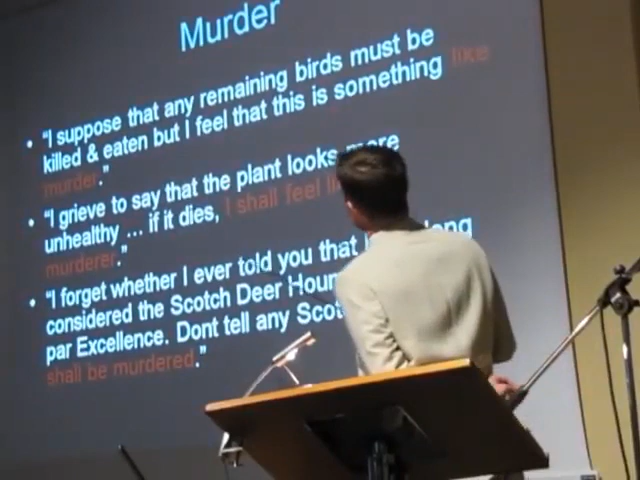 Murder
• “I suppose that any remaining birds must be
killed & eaten but I feel that this is something like
murder.”
• “I grieve to say that the plant looks more
unhealthy ... if it dies, I shall feel
murderer.”
• “I forget whether I ever told you that
considered the Scotch Deer
par Excellence. Dont tell any
shall be murdered.”